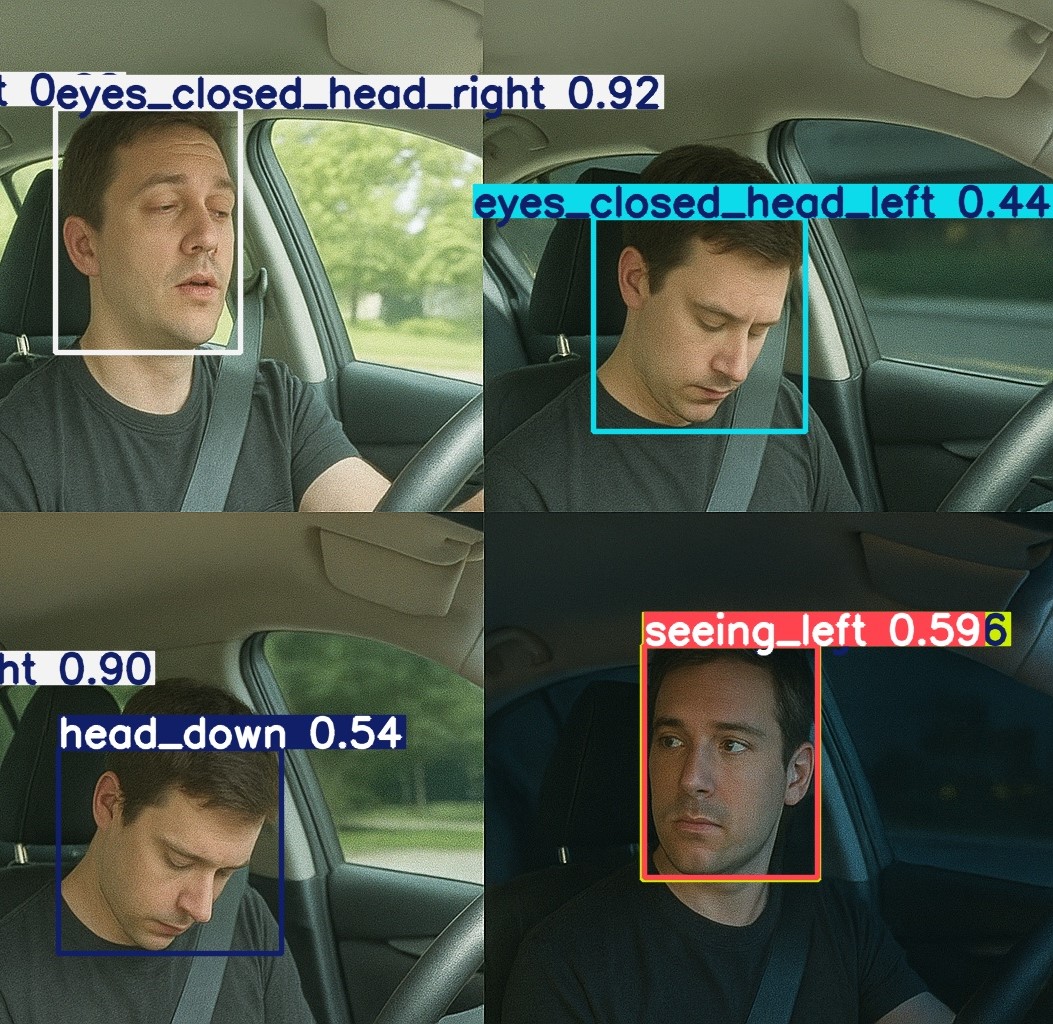 eyes_closed_head_right 0.92
eyes_closed_head_left 0.44
ht 0.90
head_down 0.54
seeing_left 0.59